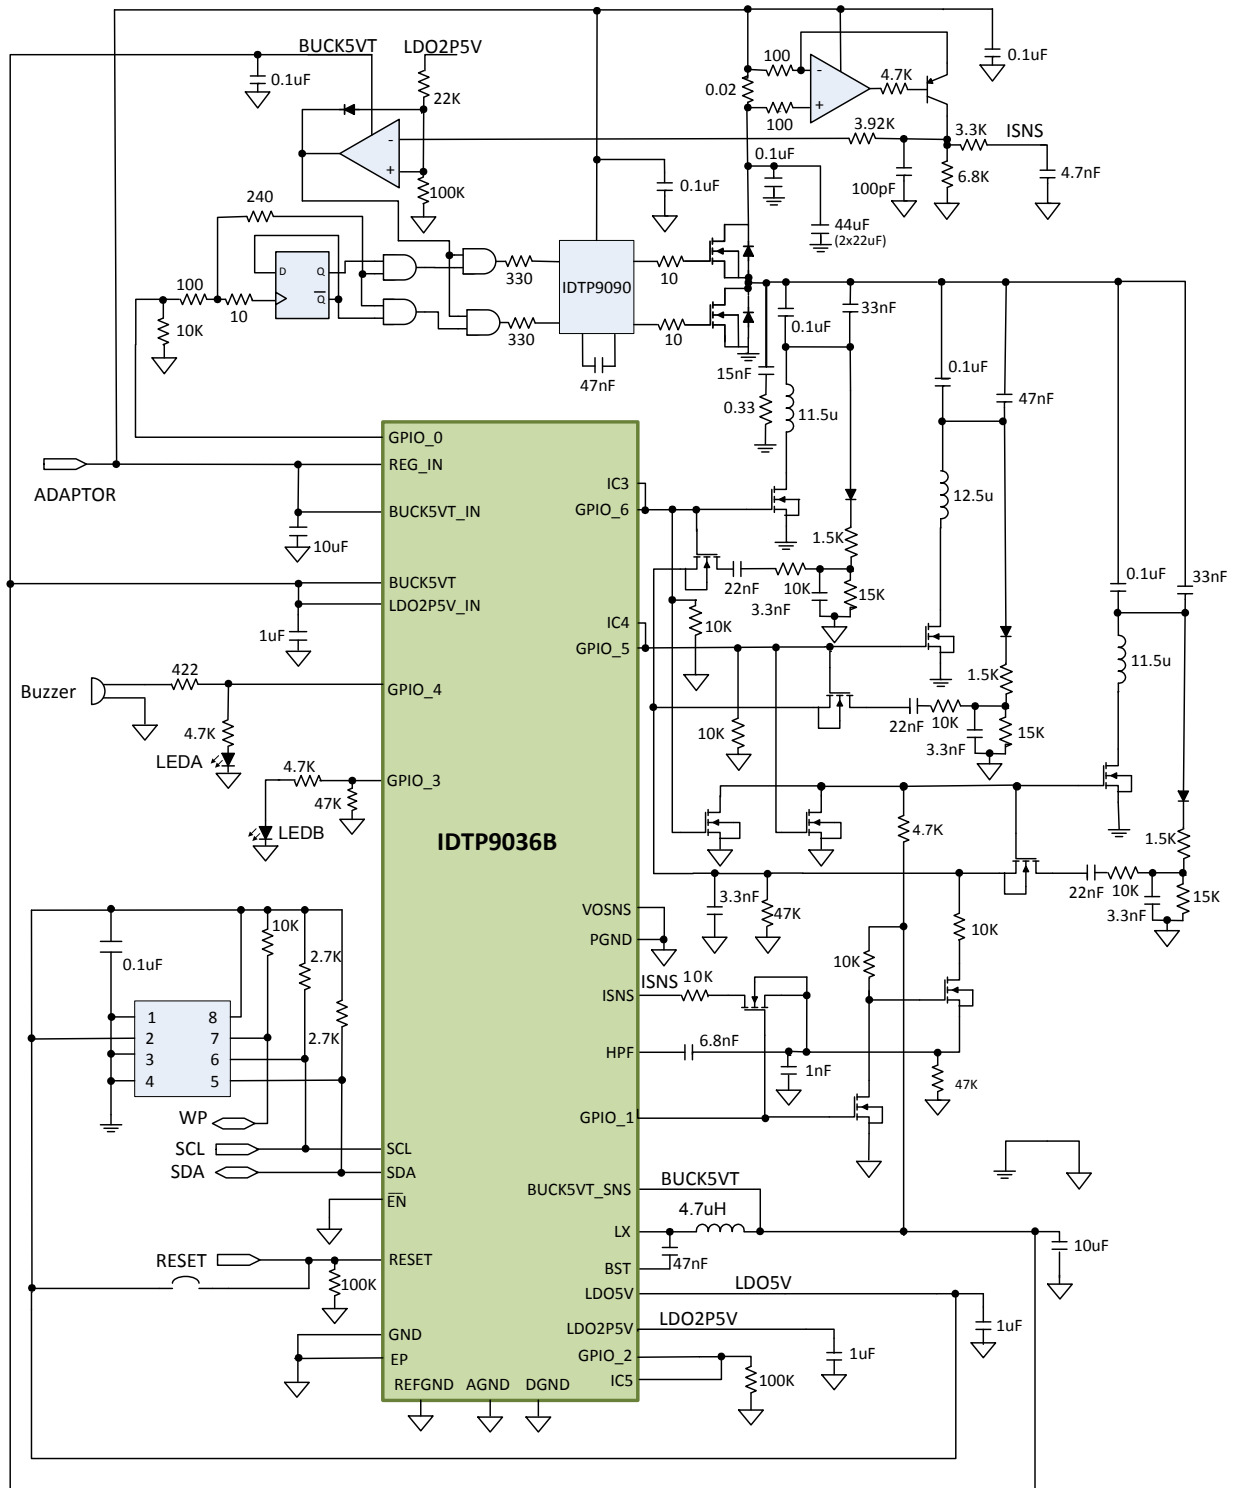 BUCK5VT
LDO2P5V
0.1uF
22K
100K
-
+
100
0.02
100
-
+
4.7K
0.1uF
3.92K
3.3K
ISNS
100pF
6.8K
4.7nF
0.1uF
0.1uF
44uF
(2x22uF)
240
D
Q
Q̅
100
10
10K
330
330
IDTP9090
47nF
10
10
0.1uF
33nF
15nF
0.33
11.5u
0.1uF
47nF
12.5u
0.1uF
33nF
11.5u
ADAPTOR
10uF
1uF
Buzzer
422
4.7K
LEDA
4.7K
47K
LEDB
GPIO_0
REG_IN
BUCK5VT_IN
BUCK5VT
LDO2P5V_IN
GPIO_4
GPIO_3
IDTP9036B
IC3
GPIO_6
IC4
GPIO_5
VOSNS
PGND
ISNS
HPF
GPIO_1
BUCK5VT_SNS
LX
BST
LDO5V
LDO2P5V
GPIO_2
IC5
SCL
SDA
E̅N̅
RESET
GND
EP
REFGND AGND DGND
1.5K
22nF
10K
3.3nF
15K
10K
1.5K
22nF
10K
3.3nF
15K
10K
4.7K
1.5K
22nF
10K
3.3nF
15K
3.3nF
47K
10K
10K
ISNS
10K
6.8nF
1nF
47K
10K
2.7K
2.7K
0.1uF
1
2
3
4
8
7
6
5
WP
SCL
SDA
RESET
100K
BUCK5VT
4.7uH
47nF
10uF
LDO5V
1uF
LDO2P5V
1uF
100K